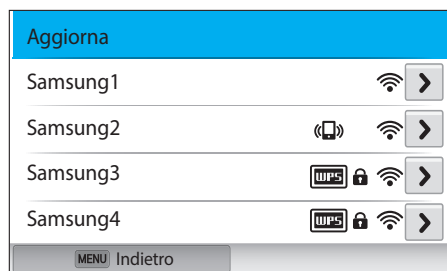 Aggiorna
Samsung1
Samsung2
Samsung3 WPS
Samsung4 WPS
MENU Indietro